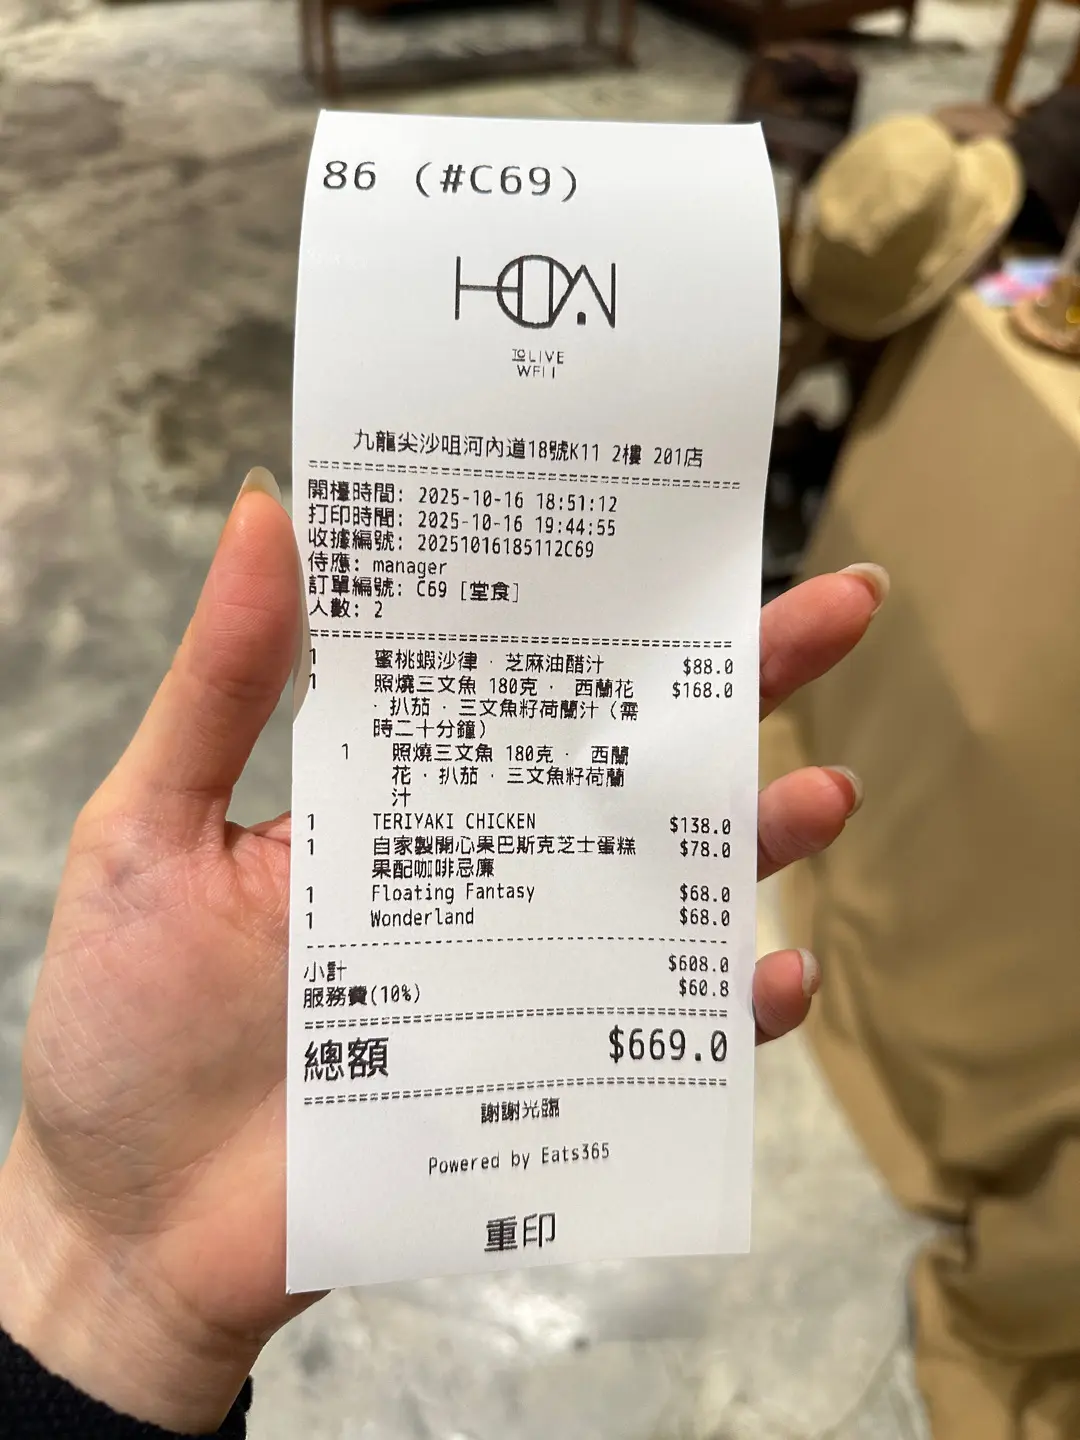 86 (#C69)
TO LIVE
WELL
九龍尖沙咀河內道18號K11 2樓 201店
開檯時間: 2025-10-16 18:51:12
打印時間: 2025-10-16 19:44:55
收據編號: 20251016185112C69
侍應: manager
訂單編號: C69 [堂食]
人數: 2
1 蜜桃蝦沙律 · 芝麻油醋汁 $88.0
1 照燒三文魚 180克 · 西蘭花 $168.0
· 扒茄 · 三文魚籽荷蘭汁 (需
時二十分鐘)
1 照燒三文魚 180克 · 西蘭
花 · 扒茄 · 三文魚籽荷蘭
汁
1 TERIYAKI CHICKEN $138.0
1 自家製開心果巴斯克芝士蛋糕 $78.0
果配咖啡忌廉
1 Floating Fantasy $68.0
1 Wonderland $68.0
小計 $608.0
服務費(10%) $60.8
總額 $669.0
謝謝光臨
Powered by Eats365
重印